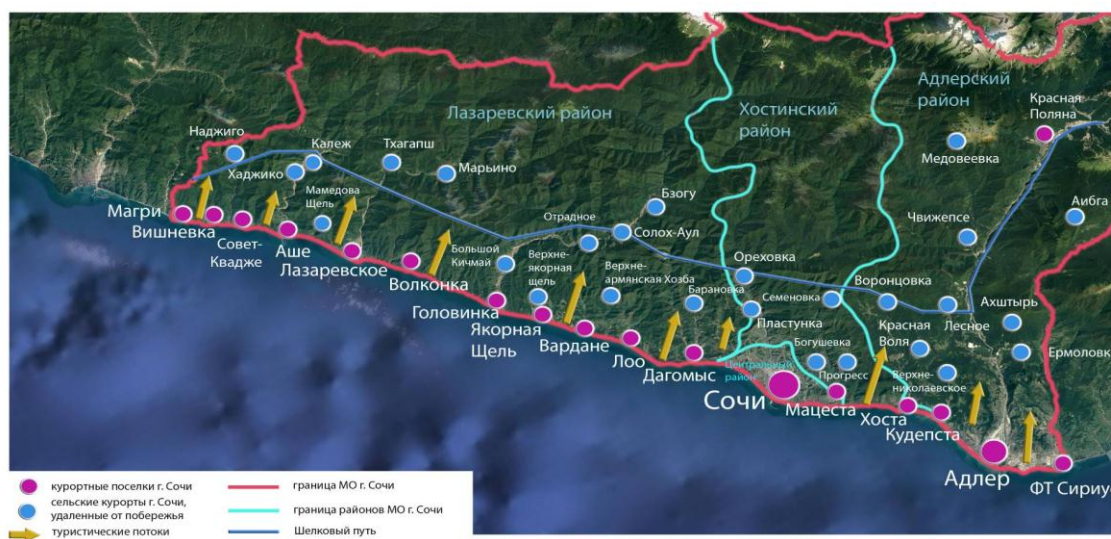 Лазаревский район
Хостинский
район
Адлерский
район
Красная
Поляна
Наджиго
Калеж
Тхагапш
Марьино
Медовеевка
Хаджико
Мамедова
Щель
Бзогу
Аибга
Магри
Вишневка
Совет-
Квадже
Аше
Лазаревское
Волконка
Отрадное
Солох-Аул
Чвижепсе
Большой
Кичмай
Верхне-
якорная
щель
Верхне-
армянская Хозба
Ореховка
Барановка
Семеновка
Воронцовка
Лесное
Ахштырь
Головинка
Якорная
Щель
Вардане
Лоо
Дагомыс
Пластунка
Красная
Воля
Ермоловка
Богушевка
Прогресс
Центральный
район
Верхне-
николаевское
Сочи
Мацеста
Хоста
Кудепста
Адлер
ФТ Сириус
курортные поселки г. Сочи
сельские курорты г. Сочи,
удаленные от побережья
туристические потоки
граница МО г. Сочи
граница районов МО г. Сочи
Шелковый путь